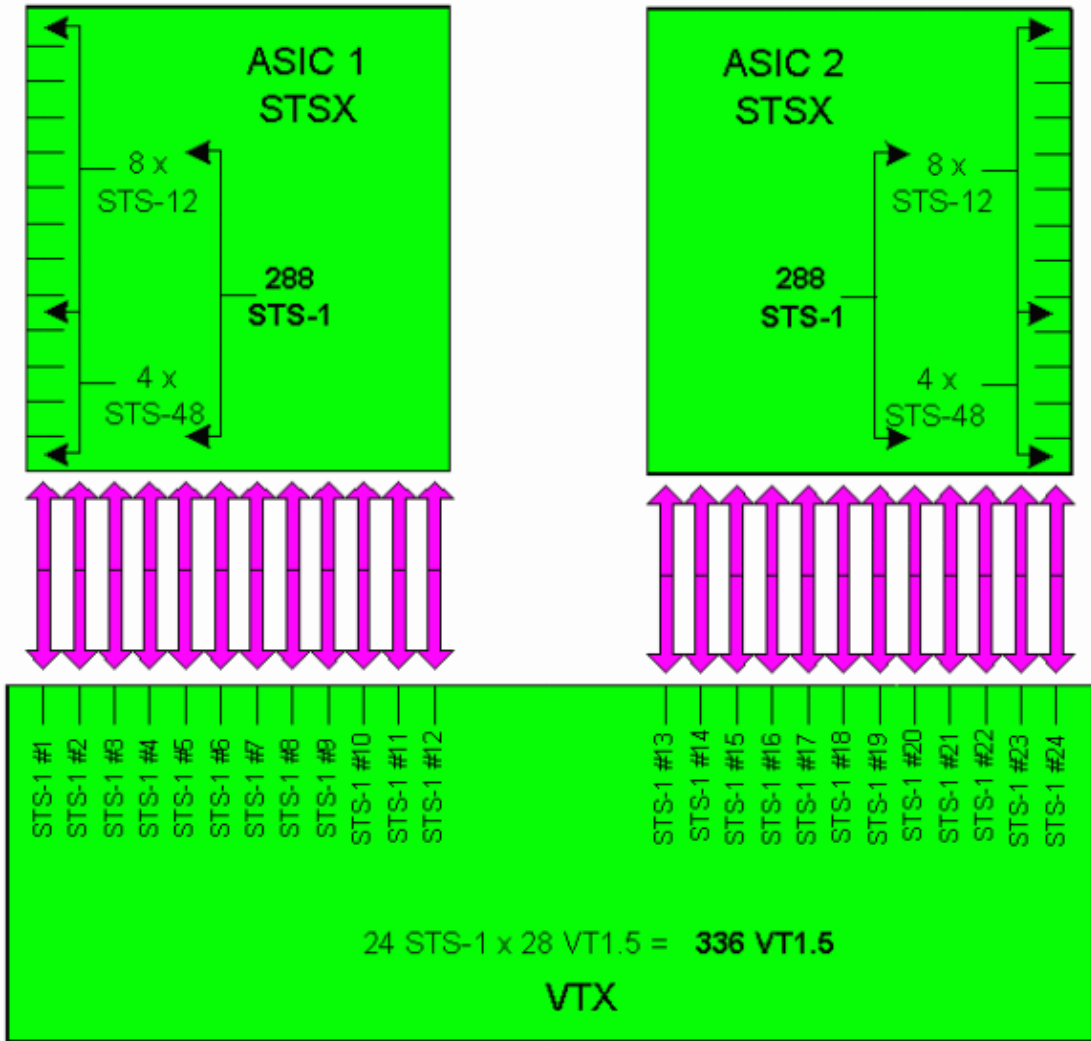 ASIC 1
STSX
8 x
STS-12
288
STS-1
4 x
STS-48
ASIC 2
STSX
8 x
STS-12
288
STS-1
4 x
STS-48
STS-1 #1
STS-1 #2
STS-1 #3
STS-1 #4
STS-1 #5
STS-1 #6
STS-1 #7
STS-1 #8
STS-1 #9
STS-1 #10
STS-1 #11
STS-1 #12
STS-1 #13
STS-1 #14
STS-1 #15
STS-1 #16
STS-1 #17
STS-1 #18
STS-1 #19
STS-1 #20
STS-1 #21
STS-1 #22
STS-1 #23
STS-1 #24
24 STS-1 x 28 VT1.5 = 336 VT1.5
VTX